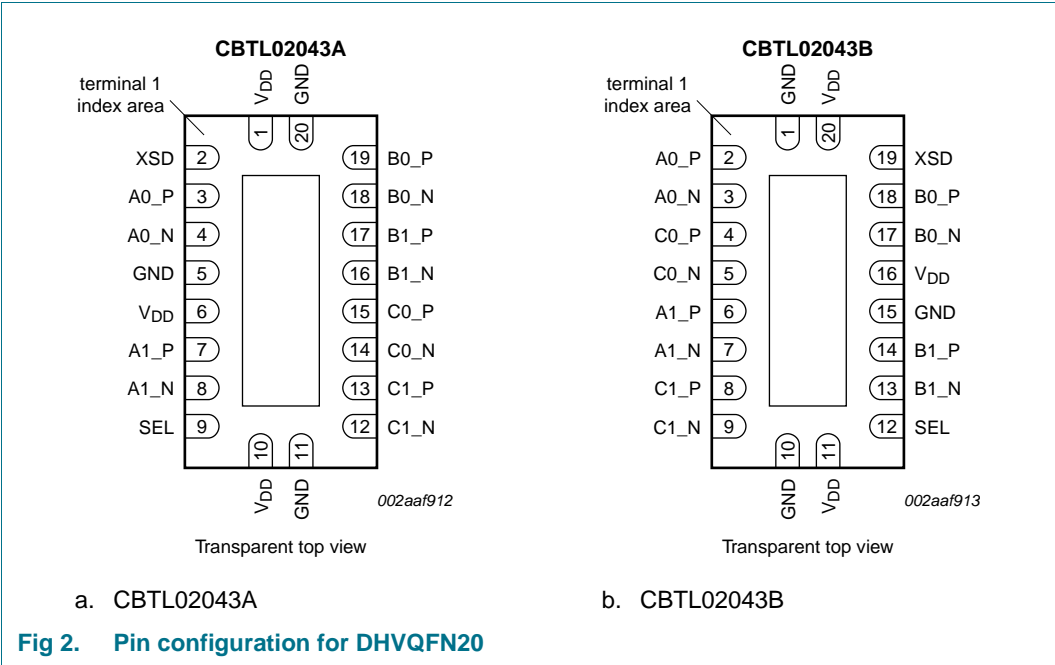 CBTL02043A
terminal 1
index area
VDD
GND
1
20
XSD 2
19 B0_P
A0_P 3
18 B0_N
A0_N 4
17 B1_P
GND 5
16 B1_N
VDD 6
15 C0_P
A1_P 7
14 C0_N
A1_N 8
13 C1_P
SEL 9
12 C1_N
10
11
VDD
GND
002aaf912
Transparent top view
a. CBTL02043A
CBTL02043B
terminal 1
index area
GND
VDD
1
20
A0_P 2
19 XSD
A0_N 3
18 B0_P
C0_P 4
17 B0_N
C0_N 5
16 VDD
A1_P 6
15 GND
A1_N 7
14 B1_P
C1_P 8
13 B1_N
C1_N 9
12 SEL
10
11
GND
VDD
002aaf913
Transparent top view
b. CBTL02043B
Fig 2. Pin configuration for DHVQFN20